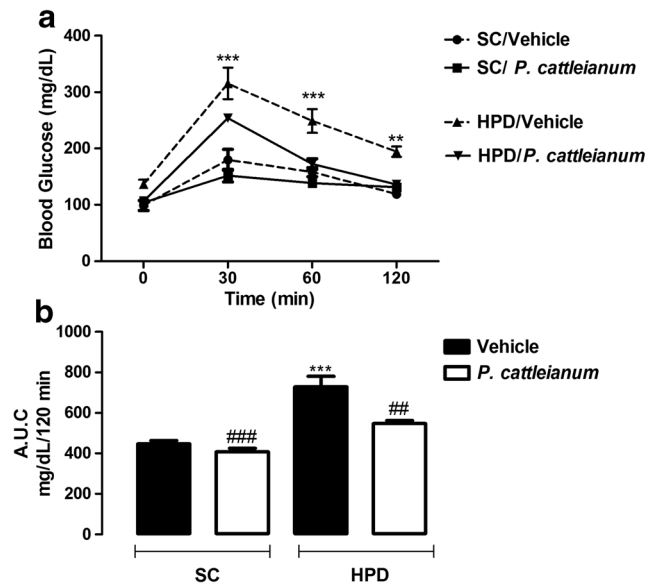 a
Blood Glucose (mg/dL)
400
300
200
100
0
***
***
**
0 30 60 120
Time (min)
SC/Vehicle
SC/ P. cattleianum
HPD/Vehicle
HPD/P. cattleianum
b
A.U.C
mg/dL/120 min
1000
800
600
400
200
0
###
***
##
SC HPD
Vehicle
P. cattleianum